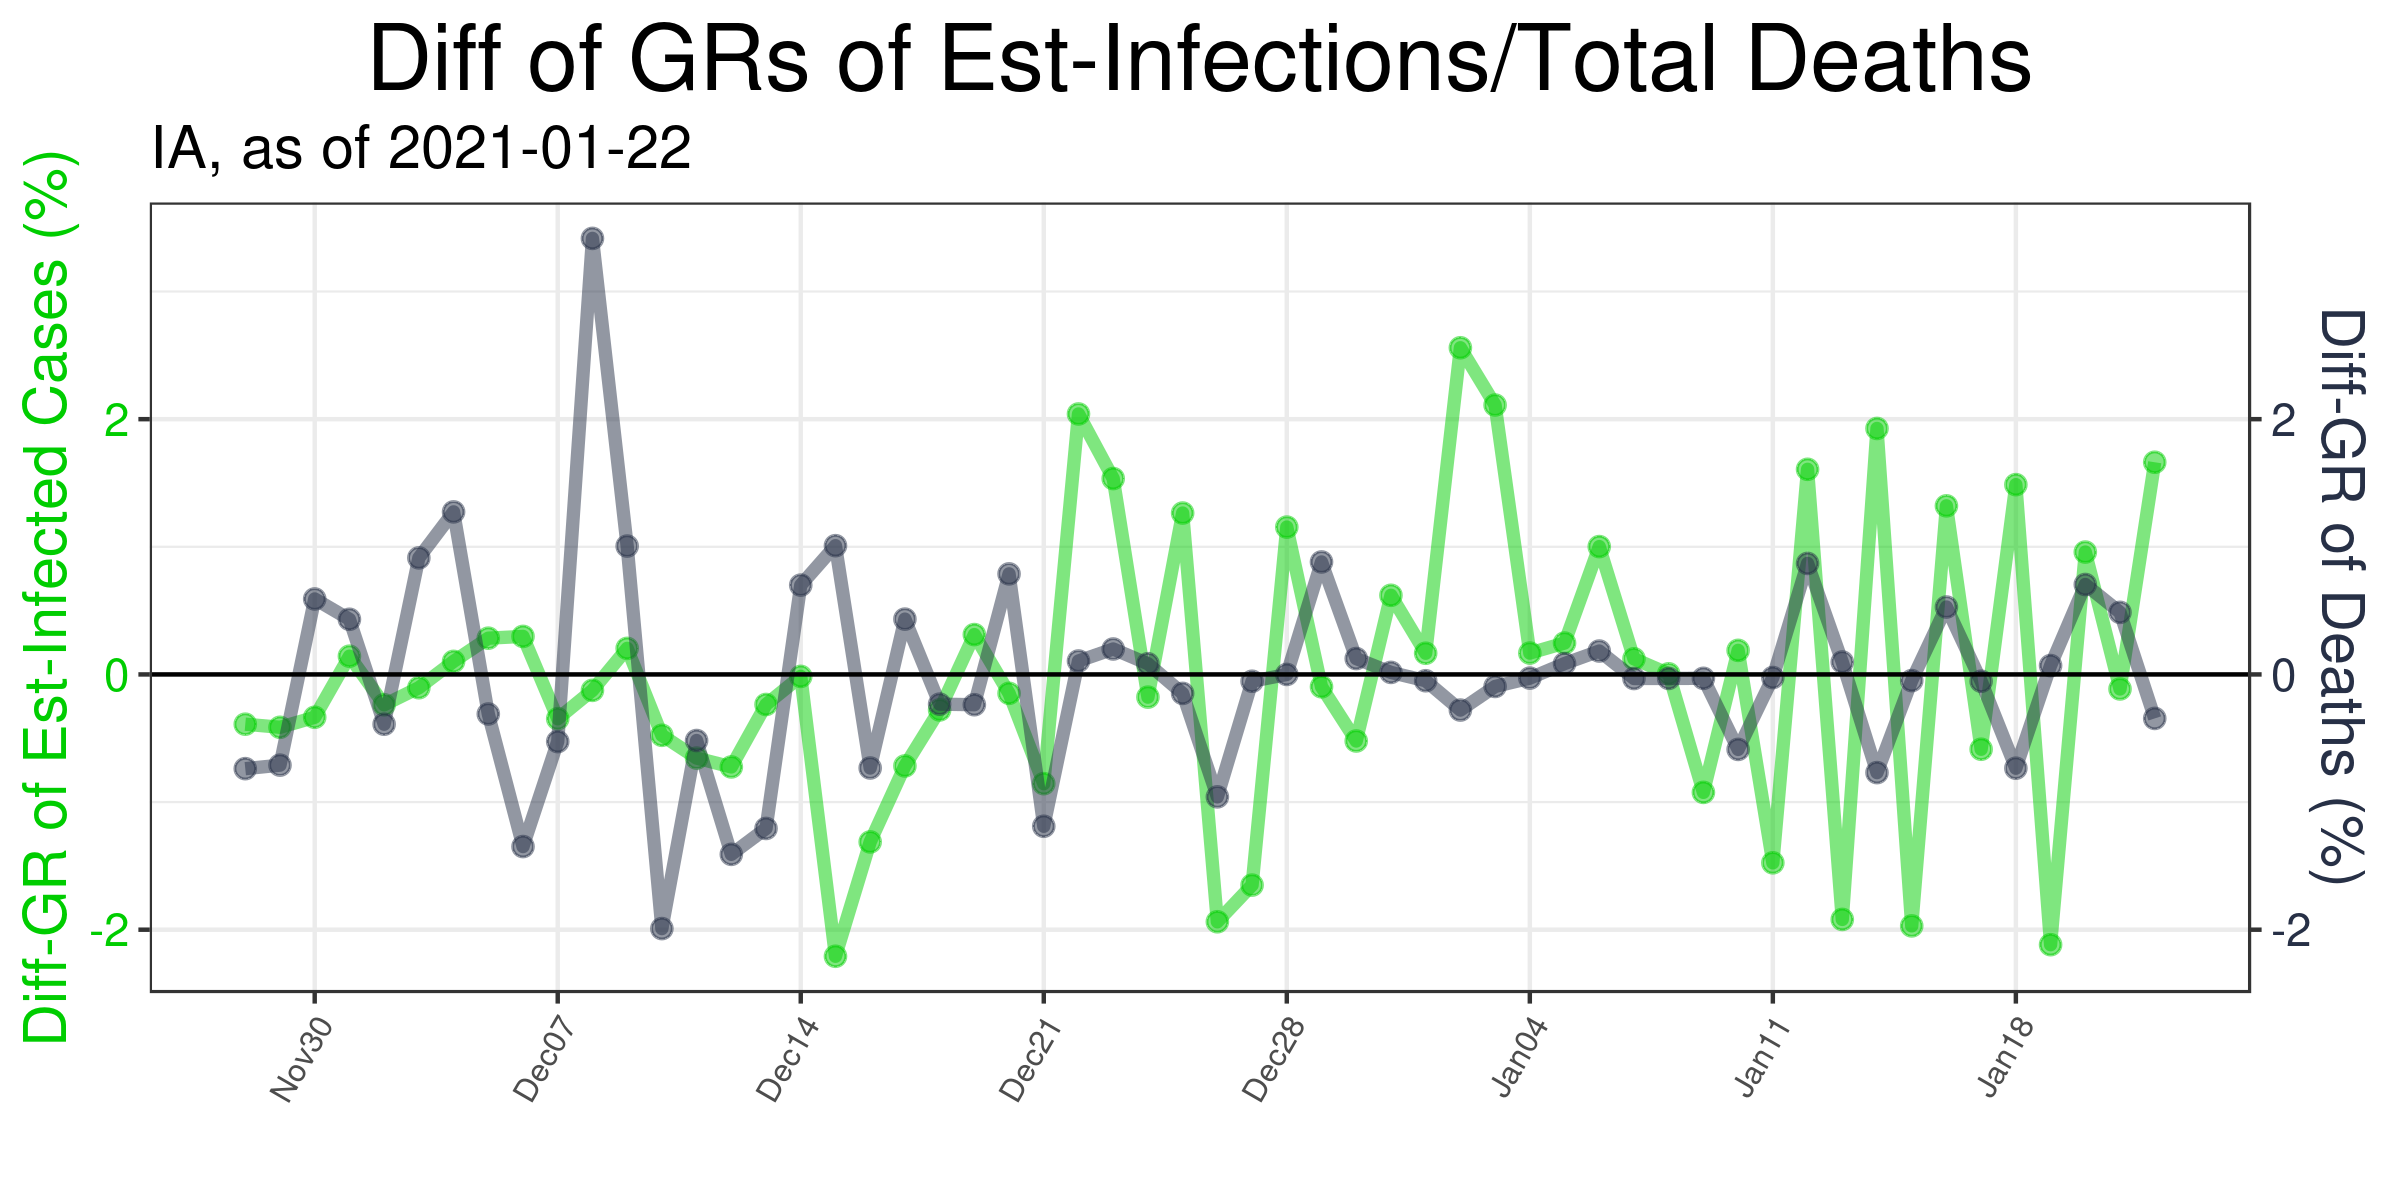 Diff of GRs of Est-Infections/Total Deaths
IA, as of 2021-01-22
Diff-GR of Est-Infected Cases (%)
2
0
-2
2
0
-2
Diff-GR of Deaths (%)
Nov30
Dec07
Dec14
Dec21
Dec28
Jan04
Jan11
Jan18